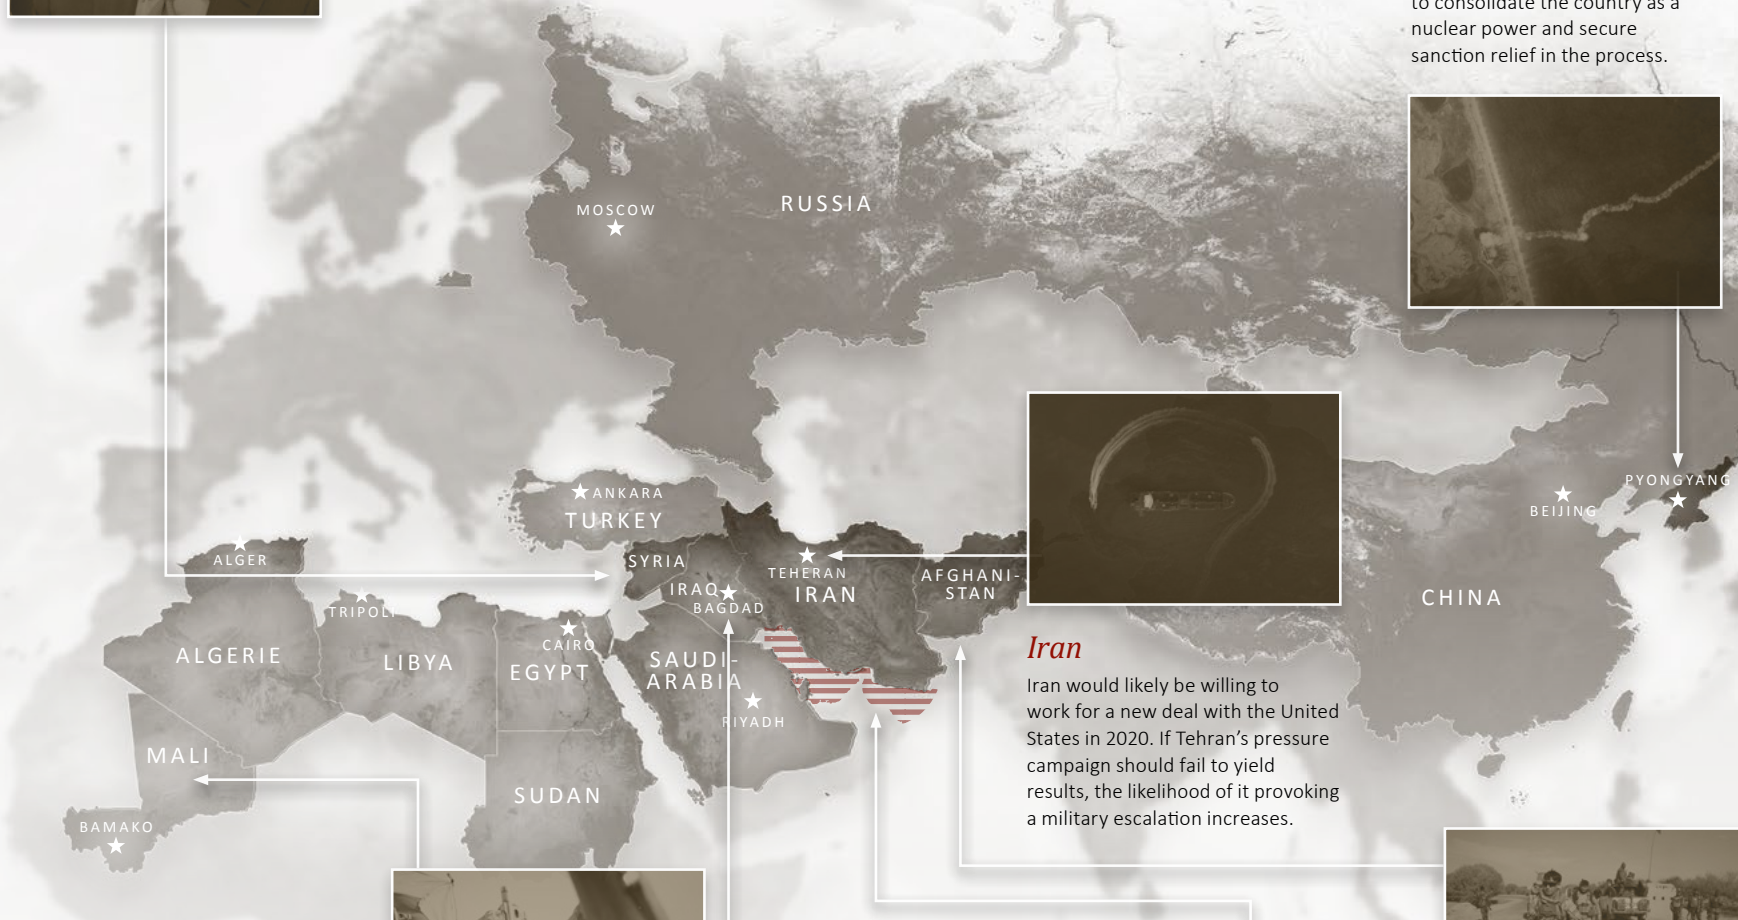 to consolidate the country as a
nuclear power and secure
sanction relief in the process.
MOSCOW
RUSSIA
ANKARA
TURKEY
PYONGYANG
BEIJING
ALGER
SYRIA
TEHERAN
IRAN
AFGHANI-
STAN
IRAQ
BAGDAD
CHINA
TRIPOLI
CAIRO
ALGERIE
LIBYA
EGYPT
SAUDI-
ARABIA
RIYADH
Iran
Iran would likely be willing to
work for a new deal with the United
States in 2020. If Tehran’s pressure
campaign should fail to yield
results, the likelihood of it provoking
a military escalation increases.
MALI
SUDAN
BAMAKO